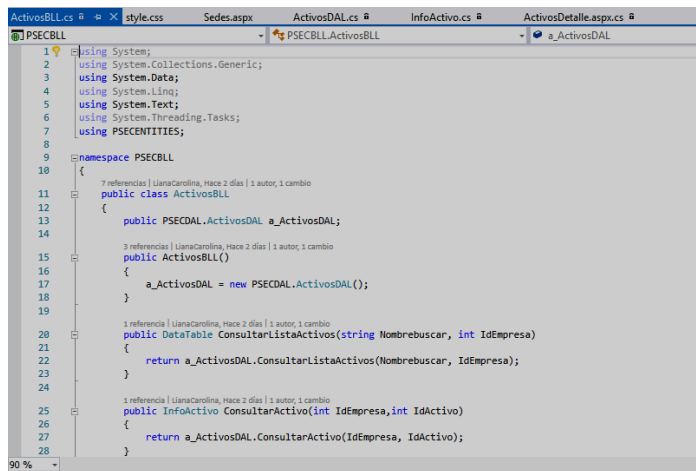 ActivosBLL.cs style.css Sedes.aspx ActivosDAL.cs InfoActivo.cs ActivosDetalle.aspx.cs
PSECBLL PSECBLL.ActivosBLL a_ActivosDAL
1 using System;
2 using System.Collections.Generic;
3 using System.Data;
4 using System.Linq;
5 using System.Text;
6 using System.Threading.Tasks;
7 using PSECENTITIES;
8
9 namespace PSECBLL
10 {
7 referencias | LianaCarolina, Hace 2 días | 1 autor, 1 cambio
11 public class ActivosBLL
12 {
13 public PSECDAL.ActivosDAL a_ActivosDAL;
14
3 referencias | LianaCarolina, Hace 2 días | 1 autor, 1 cambio
15 public ActivosBLL()
16 {
17 a_ActivosDAL = new PSECDAL.ActivosDAL();
18 }
19
1 referencia | LianaCarolina, Hace 2 días | 1 autor, 1 cambio
20 public DataTable ConsultarListaActivos(string Nombrebuscar, int IdEmpresa)
21 {
22 return a_ActivosDAL.ConsultarListaActivos(Nombrebuscar, IdEmpresa);
23 }
24
1 referencia | LianaCarolina, Hace 2 días | 1 autor, 1 cambio
25 public InfoActivo ConsultarActivo(int IdEmpresa,int IdActivo)
26 {
27 return a_ActivosDAL.ConsultarActivo(IdEmpresa, IdActivo);
28 }
90 %